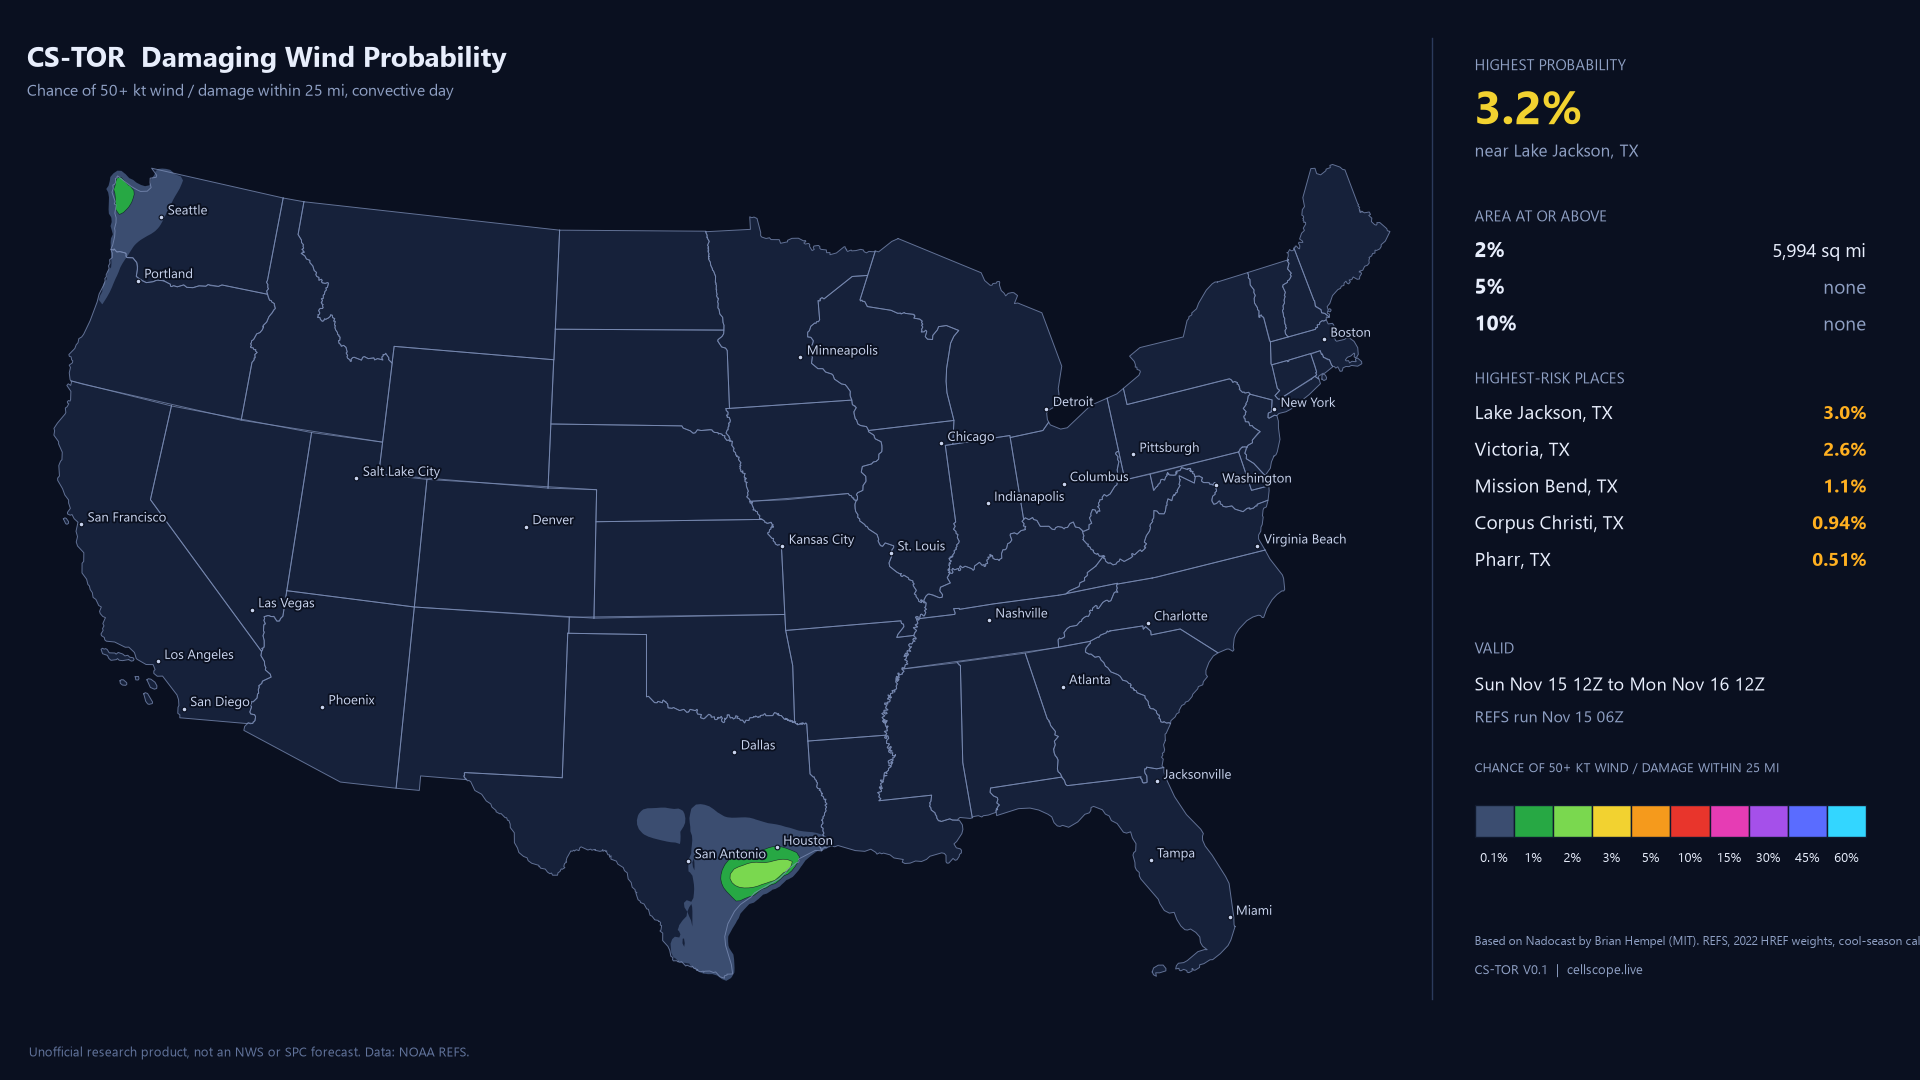 CS-TOR  Damaging Wind Probability
Chance of 50+ kt wind / damage within 25 mi, convective day
Seattle
Portland
Minneapolis
Boston
Detroit
New York
Chicago
Pittsburgh
Salt Lake City
Columbus
Washington
Indianapolis
San Francisco
Denver
Kansas City
St. Louis
Virginia Beach
Las Vegas
Nashville
Charlotte
Los Angeles
Atlanta
San Diego
Phoenix
Dallas
Jacksonville
Houston
San Antonio
Tampa
Miami
HIGHEST PROBABILITY
3.2%
near Lake Jackson, TX
AREA AT OR ABOVE
2% 5,994 sq mi
5% none
10% none
HIGHEST-RISK PLACES
Lake Jackson, TX 3.0%
Victoria, TX 2.6%
Mission Bend, TX 1.1%
Corpus Christi, TX 0.94%
Pharr, TX 0.51%
VALID
Sun Nov 15 12Z to Mon Nov 16 12Z
REFS run Nov 15 06Z
CHANCE OF 50+ KT WIND / DAMAGE WITHIN 25 MI
0.1% 1% 2% 3% 5% 10% 15% 30% 45% 60%
Based on Nadocast by Brian Hempel (MIT). REFS, 2022 HREF weights, cool-season cal
CS-TOR V0.1 | cellscope.live
Unofficial research product, not an NWS or SPC forecast. Data: NOAA REFS.